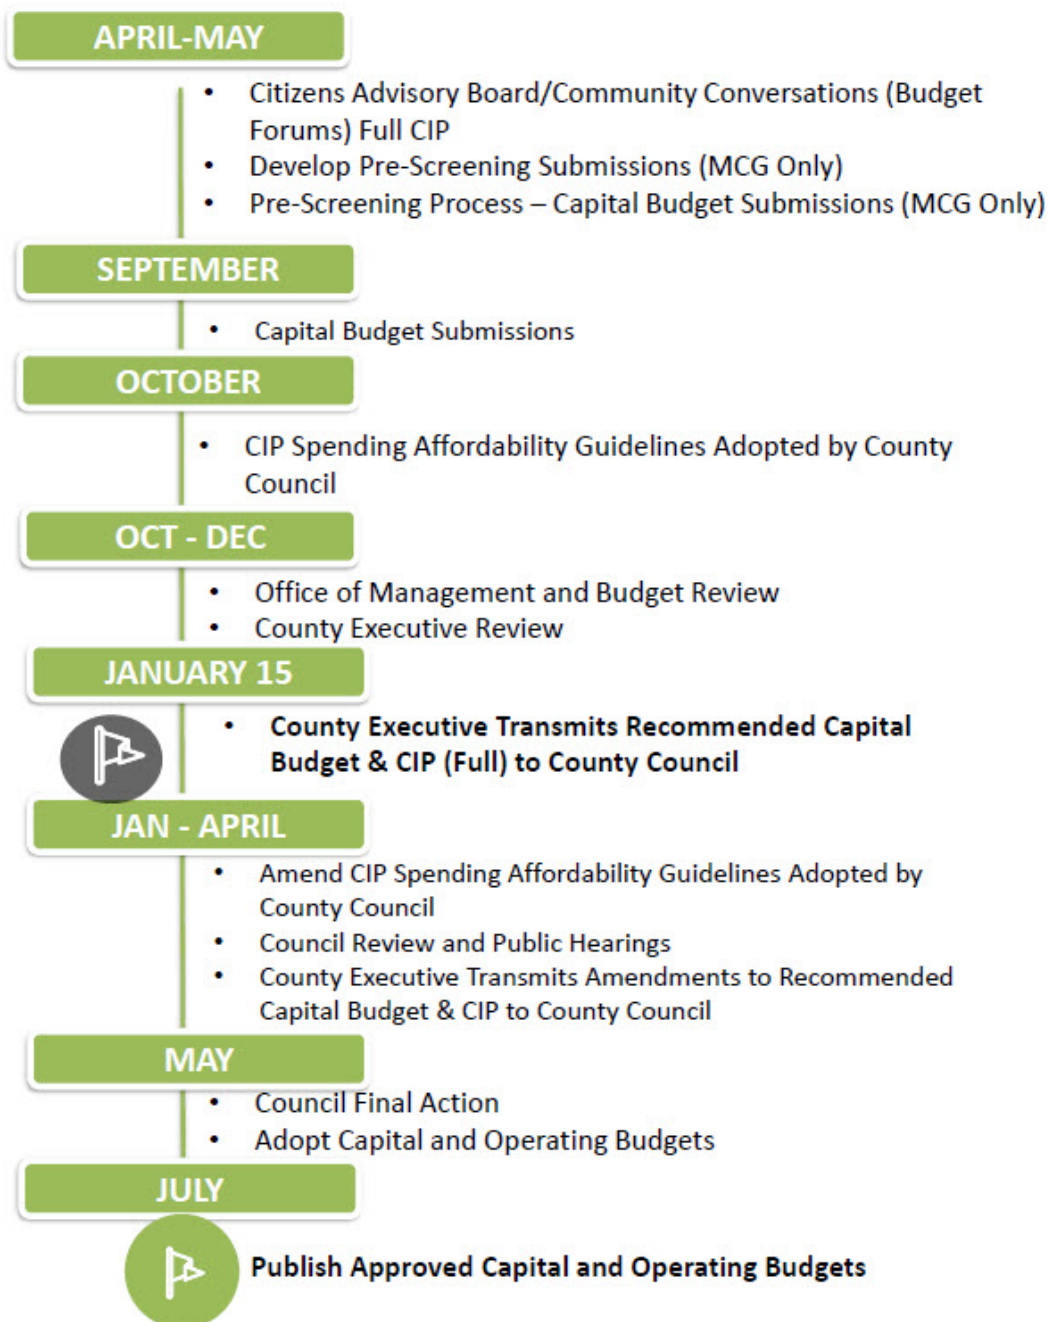 APRIL-MAY
• Citizens Advisory Board/Community Conversations (Budget
Forums) Full CIP
• Develop Pre-Screening Submissions (MCG Only)
• Pre-Screening Process – Capital Budget Submissions (MCG Only)
SEPTEMBER
• Capital Budget Submissions
OCTOBER
• CIP Spending Affordability Guidelines Adopted by County
Council
OCT - DEC
• Office of Management and Budget Review
• County Executive Review
JANUARY 15
• County Executive Transmits Recommended Capital
Budget & CIP (Full) to County Council
JAN - APRIL
• Amend CIP Spending Affordability Guidelines Adopted by
County Council
• Council Review and Public Hearings
• County Executive Transmits Amendments to Recommended
Capital Budget & CIP to County Council
MAY
• Council Final Action
• Adopt Capital and Operating Budgets
JULY
Publish Approved Capital and Operating Budgets